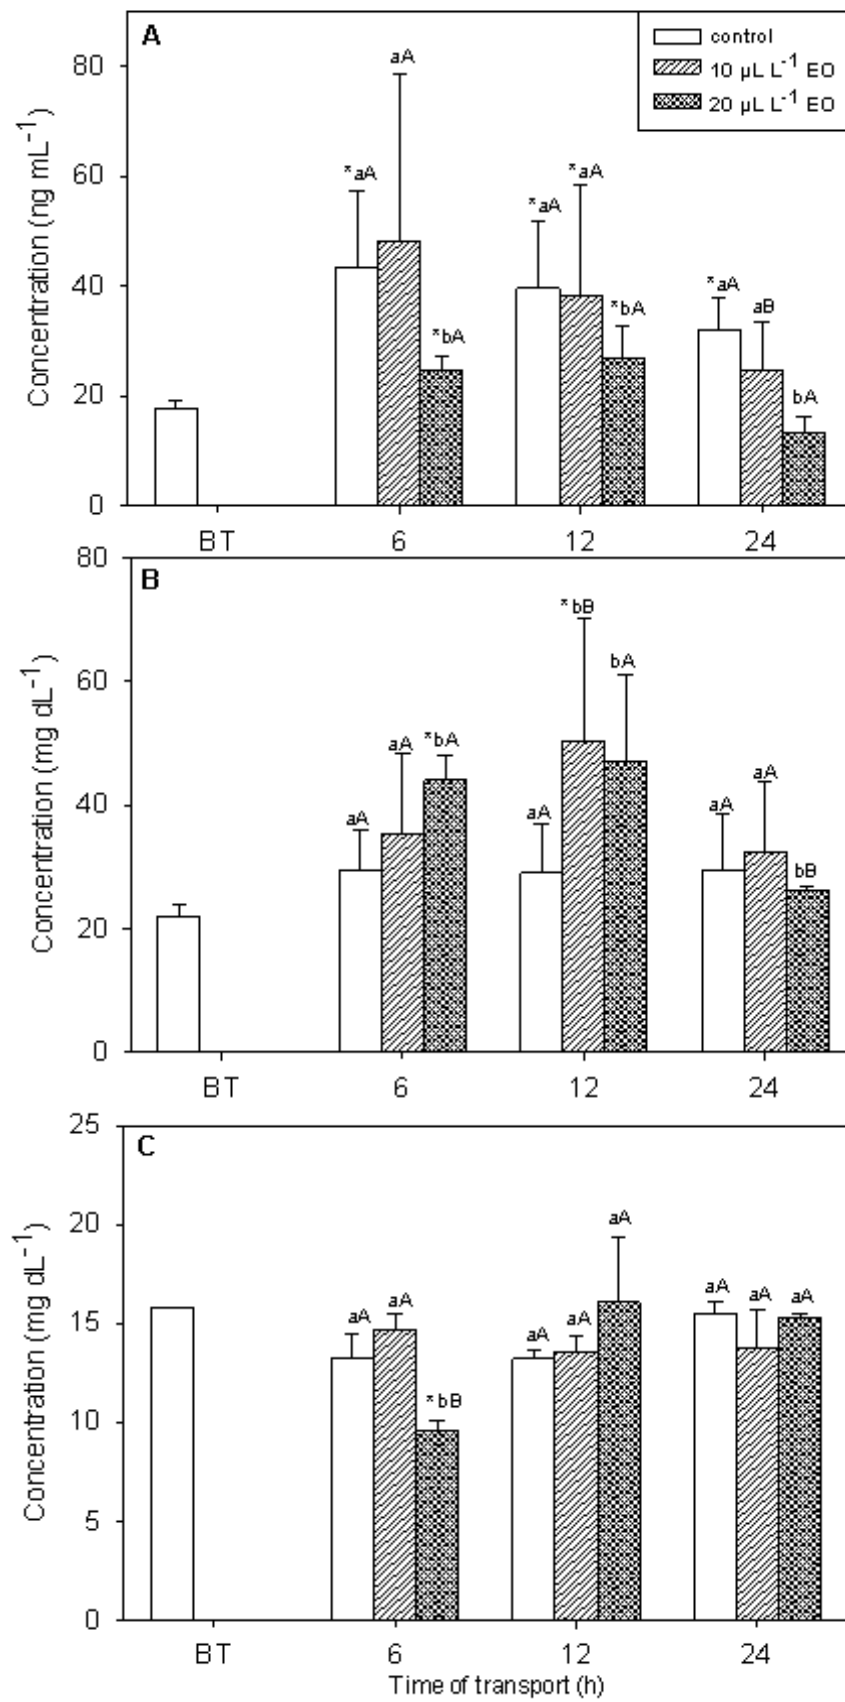 A
control
10 µL L⁻¹ EO
20 µL L⁻¹ EO
Concentration (ng mL⁻¹)
80
60
40
20
0
*aA
aA
*bA
*aA
*aA
*bA
*aA
aB
bA
BT 6 12 24
B
Concentration (mg dL⁻¹)
80
60
40
20
0
aA
aA
*bA
aA
*bB
bA
aA
aA
bB
BT 6 12 24
C
Concentration (mg dL⁻¹)
25
20
15
10
5
0
aA
aA
*bB
aA
aA
aA
aA
aA
aA
BT 6 12 24
Time of transport (h)